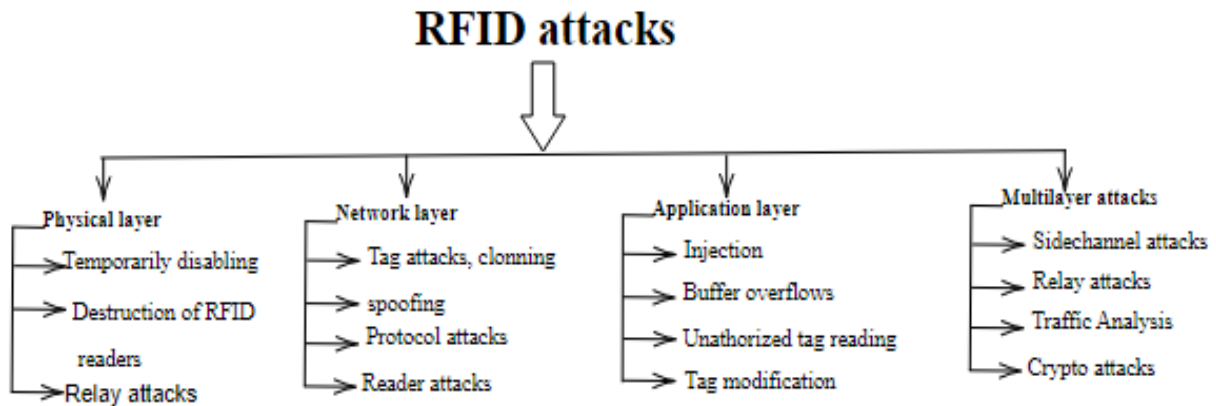 RFID attacks
Physical layer
Temporarily disabling
Destruction of RFID
readers
Relay attacks
Network layer
Tag attacks, clonning
spoofing
Protocol attacks
Reader attacks
Application layer
Injection
Buffer overflows
Unathorized tag reading
Tag modification
Multilayer attacks
Sidechannel attacks
Relay attacks
Traffic Analysis
Crypto attacks